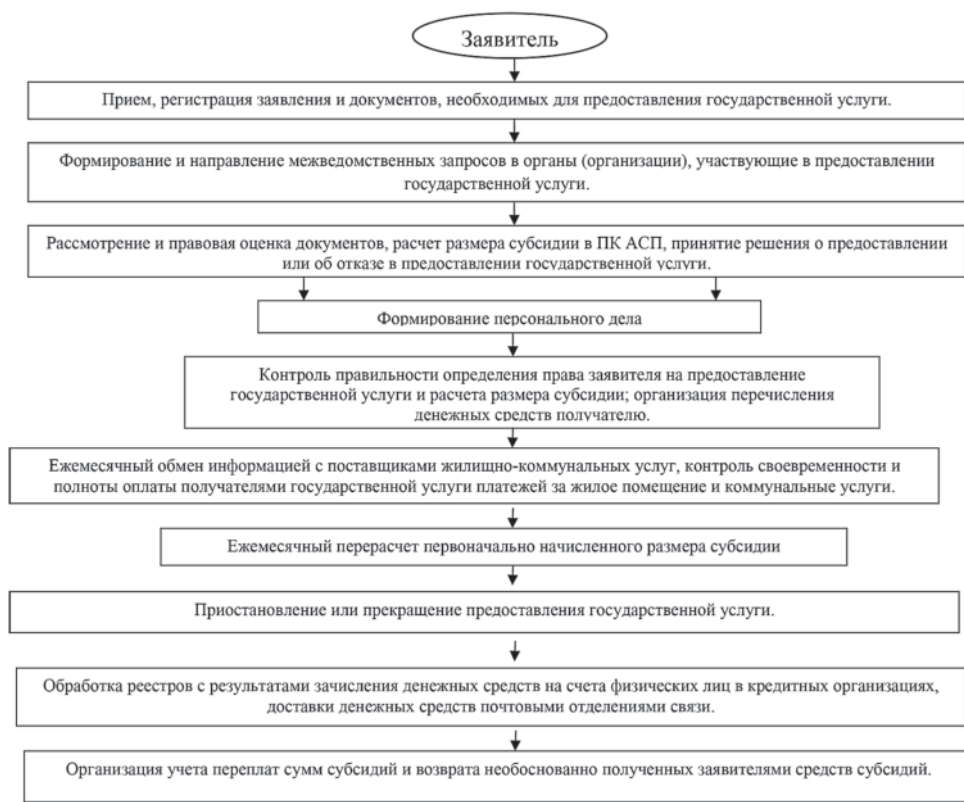 Заявитель
Прием, регистрация заявления и документов, необходимых для предоставления государственной услуги.
Формирование и направление межведомственных запросов в органы (организации), участвующие в предоставлении
государственной услуги.
Рассмотрение и правовая оценка документов, расчет размера субсидии в ПК АСП, принятие решения о предоставлении
или об отказе в предоставлении государственной услуги.
Формирование персонального дела
Контроль правильности определения права заявителя на предоставление
государственной услуги и расчета размера субсидии; организация перечисления
денежных средств получателю.
Ежемесячный обмен информацией с поставщиками жилищно-коммунальных услуг, контроль своевременности и
полноты оплаты получателями государственной услуги платежей за жилое помещение и коммунальные услуги.
Ежемесячный перерасчет первоначально начисленного размера субсидии
Приостановление или прекращение предоставления государственной услуги.
Обработка реестров с результатами зачисления денежных средств на счета физических лиц в кредитных организациях,
доставки денежных средств почтовыми отделениями связи.
Организация учета переплат сумм субсидий и возврата необоснованно полученных заявителями средств субсидий.